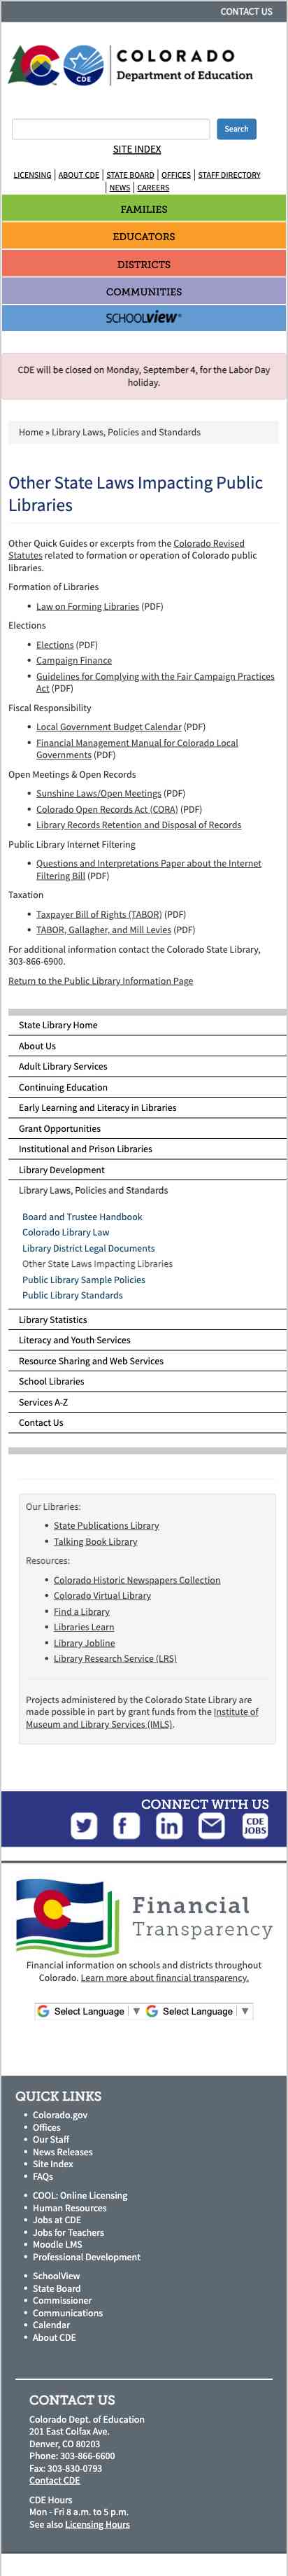 CONTACT US
COLORADO
Department of Education
CDE
Search
SITE INDEX
LICENSING | ABOUT CDE | STATE BOARD | OFFICES | STAFF DIRECTORY
| NEWS | CAREERS
FAMILIES
EDUCATORS
DISTRICTS
COMMUNITIES
SCHOOLVIEW®
CDE will be closed on Monday, September 4, for the Labor Day
holiday.
Home » Library Laws, Policies and Standards
Other State Laws Impacting Public
Libraries
Other Quick Guides or excerpts from the Colorado Revised
Statutes related to formation or operation of Colorado public
libraries.
Formation of Libraries
• Law on Forming Libraries (PDF)
Elections
• Elections (PDF)
• Campaign Finance
• Guidelines for Complying with the Fair Campaign Practices
Act (PDF)
Fiscal Responsibility
• Local Government Budget Calendar (PDF)
• Financial Management Manual for Colorado Local
Governments (PDF)
Open Meetings & Open Records
• Sunshine Laws/Open Meetings (PDF)
• Colorado Open Records Act (CORA) (PDF)
• Library Records Retention and Disposal of Records
Public Library Internet Filtering
• Questions and Interpretations Paper about the Internet
Filtering Bill (PDF)
Taxation
• Taxpayer Bill of Rights (TABOR) (PDF)
• TABOR, Gallagher, and Mill Levies (PDF)
For additional information contact the Colorado State Library,
303-866-6900.
Return to the Public Library Information Page
State Library Home
About Us
Adult Library Services
Continuing Education
Early Learning and Literacy in Libraries
Grant Opportunities
Institutional and Prison Libraries
Library Development
Library Laws, Policies and Standards
Board and Trustee Handbook
Colorado Library Law
Library District Legal Documents
Other State Laws Impacting Libraries
Public Library Sample Policies
Public Library Standards
Library Statistics
Literacy and Youth Services
Resource Sharing and Web Services
School Libraries
Services A-Z
Contact Us
Our Libraries:
• State Publications Library
• Talking Book Library
Resources:
• Colorado Historic Newspapers Collection
• Colorado Virtual Library
• Find a Library
• Libraries Learn
• Library Jobline
• Library Research Service (LRS)
Projects administered by the Colorado State Library are
made possible in part by grant funds from the Institute of
Museum and Library Services (IMLS).
CONNECT WITH US
CDE
JOBS
Financial
Transparency
Financial information on schools and districts throughout
Colorado. Learn more about financial transparency.
Select Language ▼ Select Language ▼
QUICK LINKS
• Colorado.gov
• Offices
• Our Staff
• News Releases
• Site Index
• FAQs
• COOL: Online Licensing
• Human Resources
• Jobs at CDE
• Jobs for Teachers
• Moodle LMS
• Professional Development
• SchoolView
• State Board
• Commissioner
• Communications
• Calendar
• About CDE
CONTACT US
Colorado Dept. of Education
201 East Colfax Ave.
Denver, CO 80203
Phone: 303-866-6600
Fax: 303-830-0793
Contact CDE
CDE Hours
Mon - Fri 8 a.m. to 5 p.m.
See also Licensing Hours